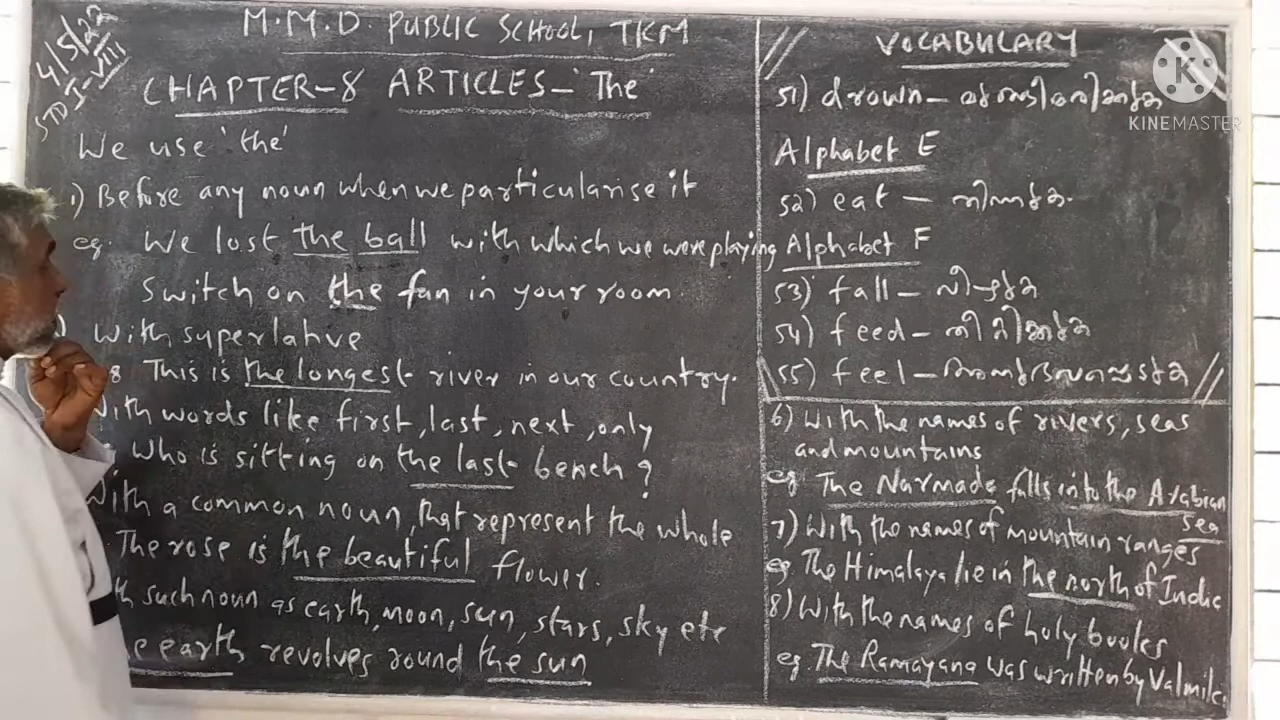 4/5/22
STD I-VIII
M.M.D. PUBLIC SCHOOL, TKM
CHAPTER-8 ARTICLES-'The'
We use 'the'
1) Before any noun when we particularise it
eg. We lost the ball with which we were playing
Switch on the fan in your room.
) With superlative
This is the longest river in our country.
With words like first, last, next, only
Who is sitting on the last bench?
With a common noun, that represent the whole
The rose is the beautiful flower.
th such noun as earth, moon, sun, stars, sky etc
he earth revolves round the sun
VOCABULARY
51) drown -
Alphabet E
52) eat - തിന്നുക.
Alphabet F
53) fall - വീഴുക
54) feed -
55) feel -
6) With the names of rivers, seas
and mountains
eg The Narmada falls into the Arabian
Sea
7) With the names of mountain ranges
eg The Himalaya lie in the north of India
8) With the names of holy books
eg. The Ramayana was written by Valmiki.
K
KINEMASTER